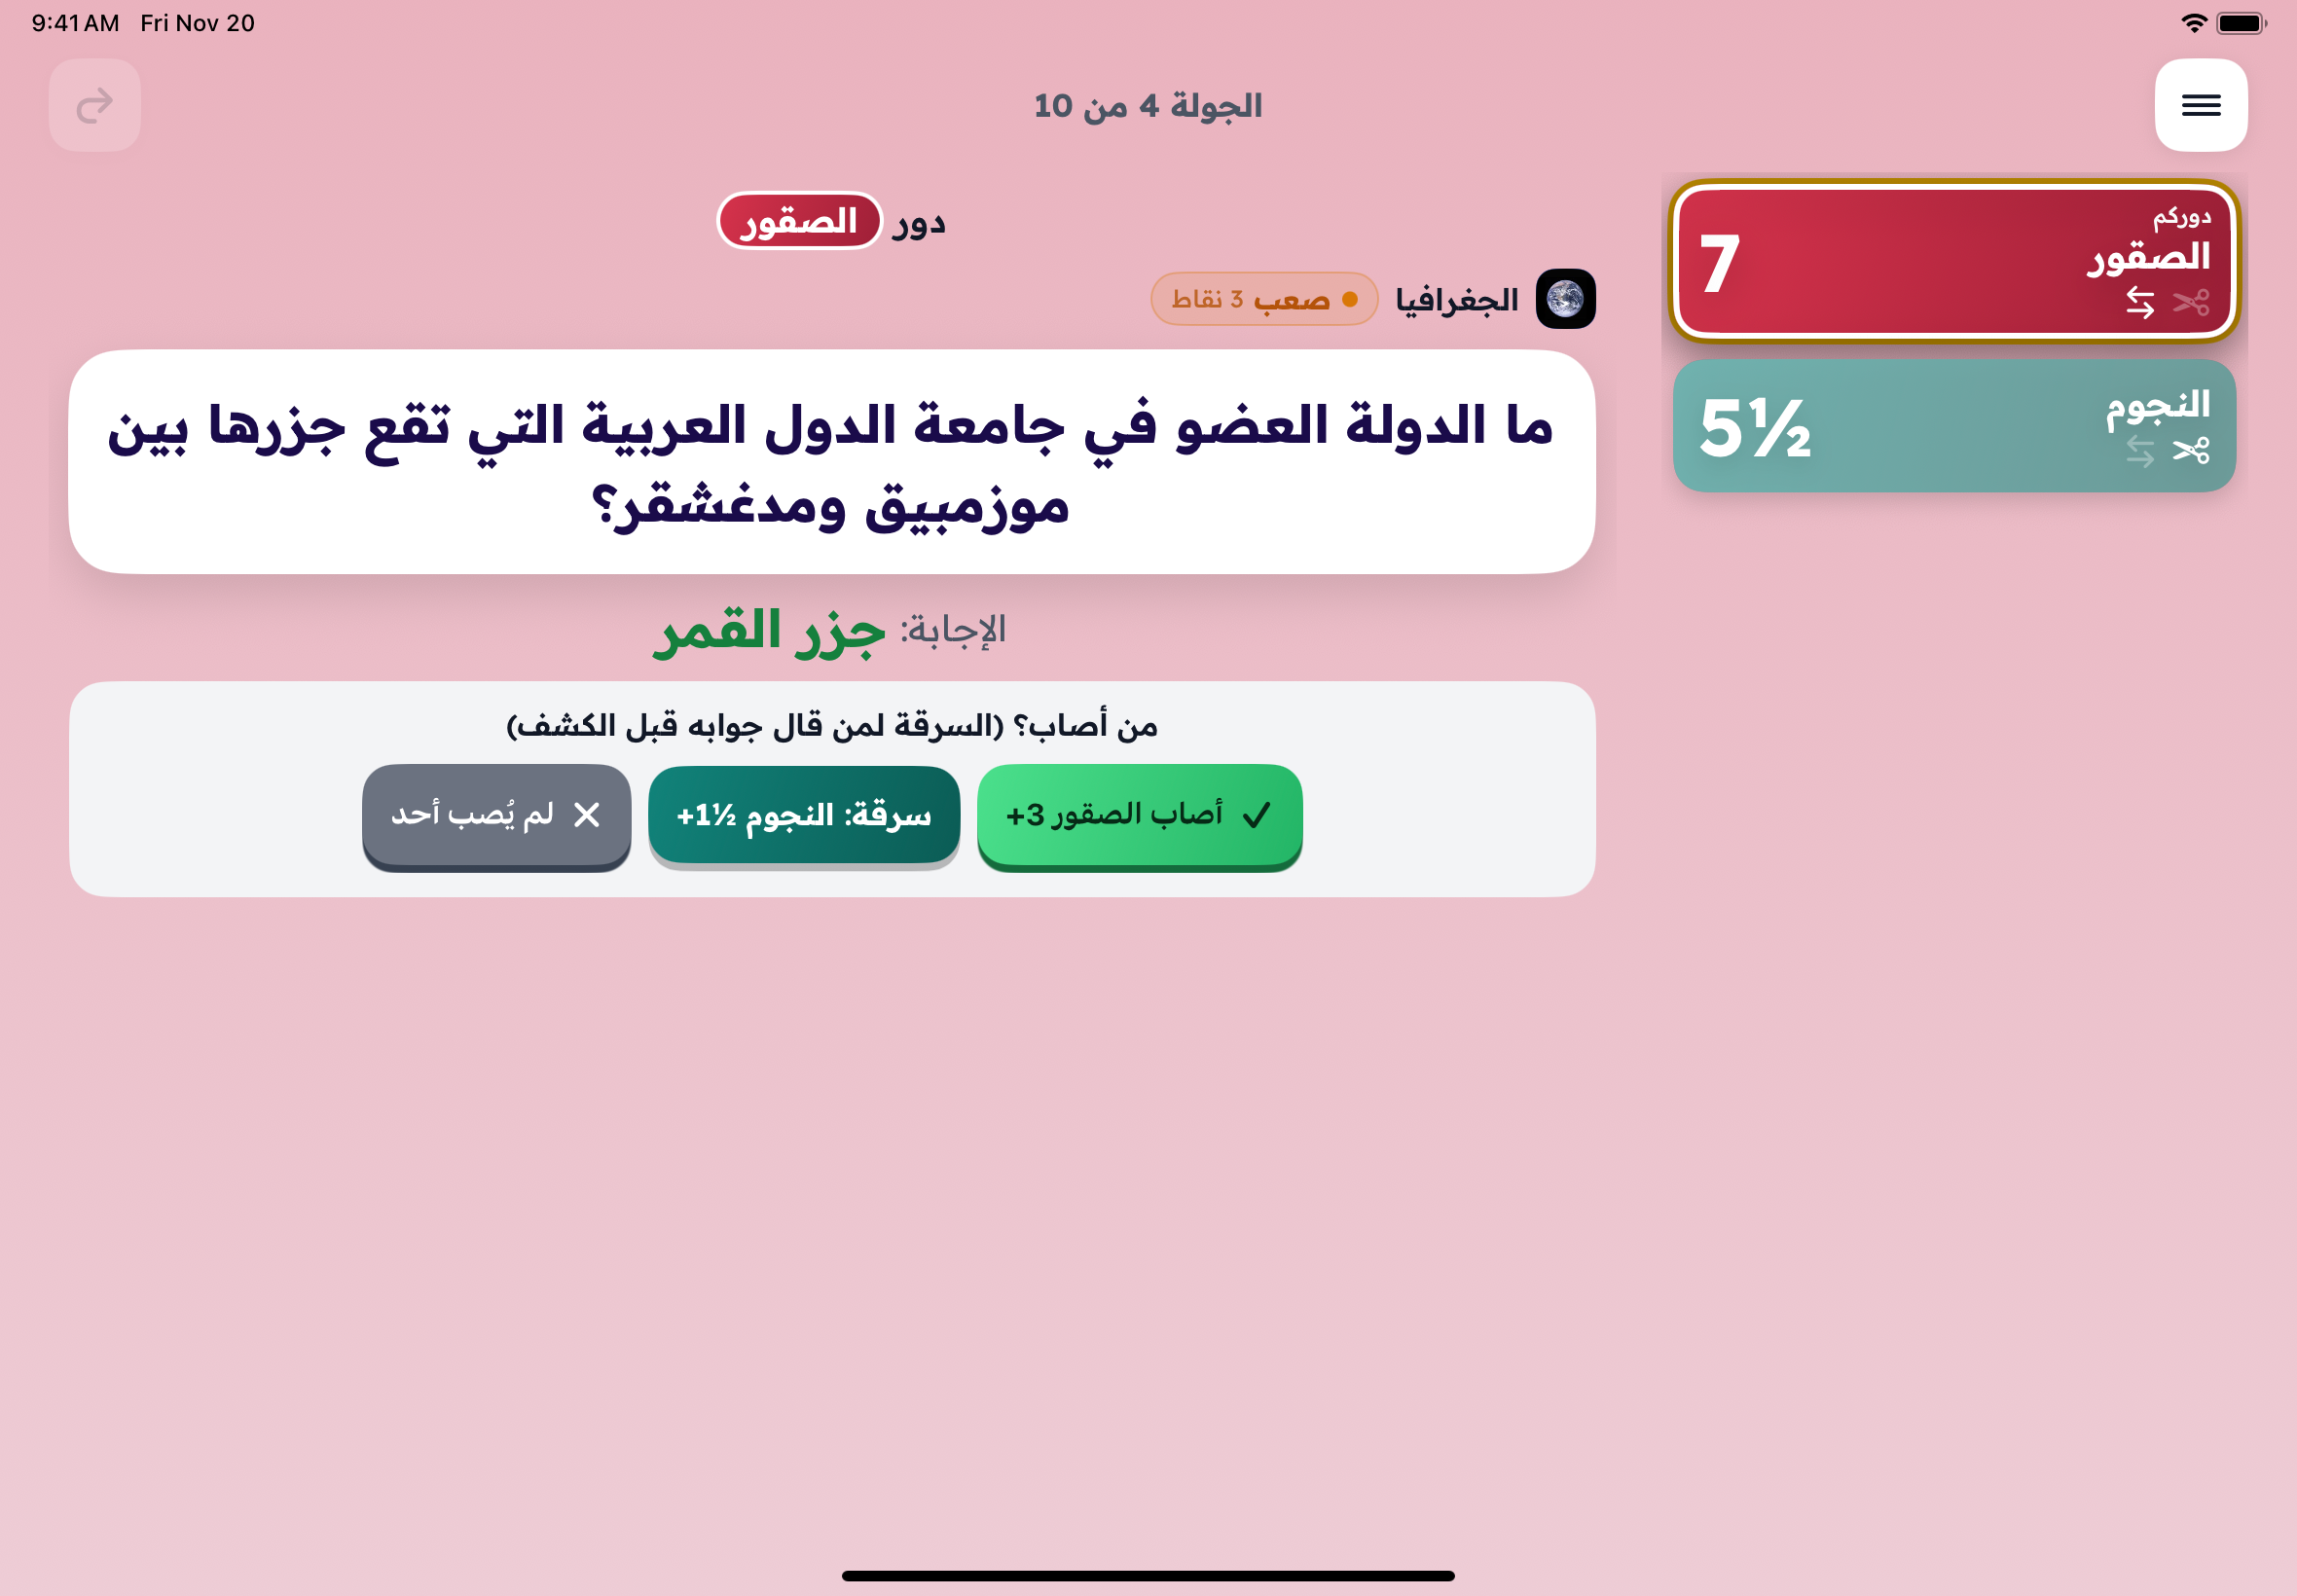 9:41 AM Fri Nov 20
الجولة 4 من 10
دوركم
الصقور
7
النجوم
5½
دور الصقور
الجغرافيا
صعب 3 نقاط
ما الدولة العضو في جامعة الدول العربية التي تقع جزرها بين
موزمبيق ومدغشقر؟
الإجابة: جزر القمر
من أصاب؟ (السرقة لمن قال جوابه قبل الكشف)
أصاب الصقور 3+
سرقة: النجوم 1½+
لم يُصب أحد